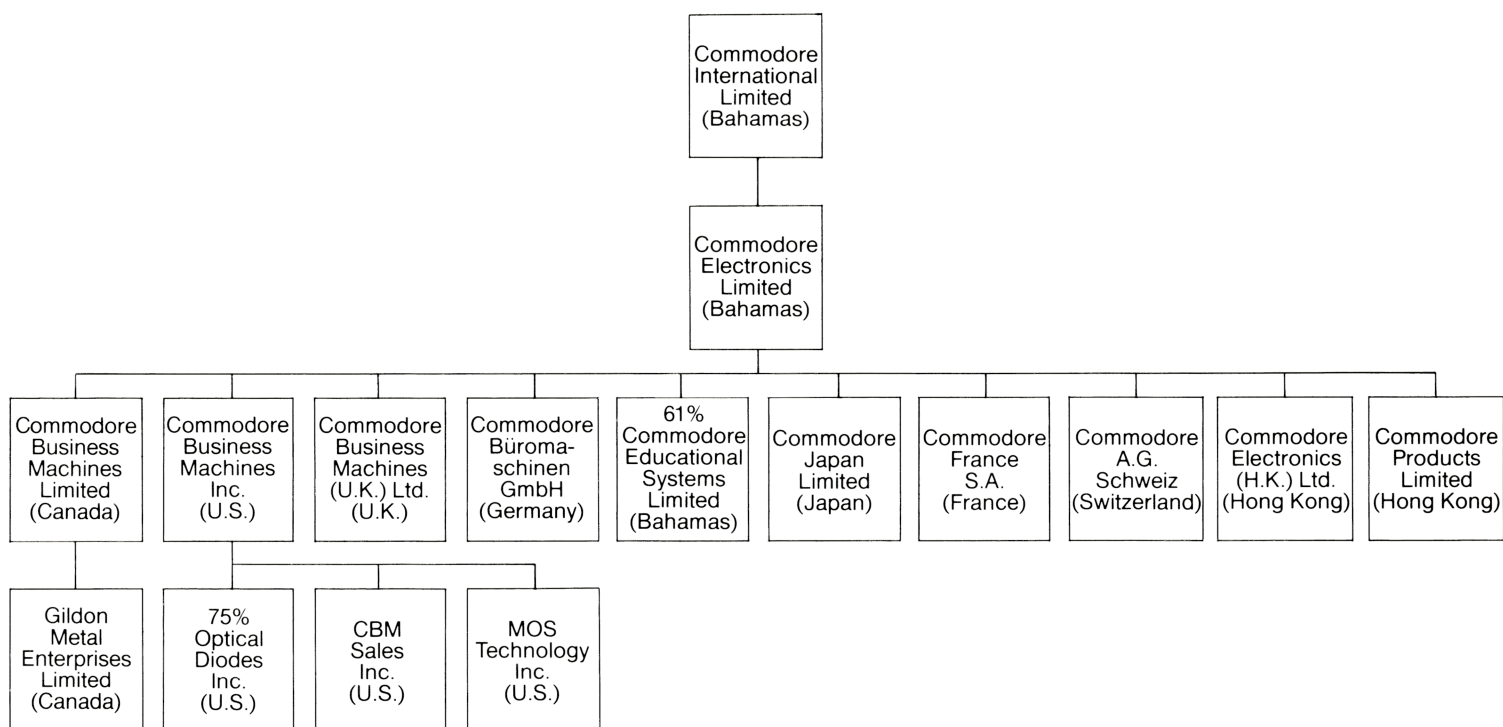 Commodore
International
Limited
(Bahamas)
Commodore
Electronics
Limited
(Bahamas)
Commodore
Business
Machines
Limited
(Canada)
Commodore
Business
Machines
Inc.
(U.S.)
Commodore
Business
Machines
(U.K.) Ltd.
(U.K.)
Commodore
Büroma-
schinen
GmbH
(Germany)
61%
Commodore
Educational
Systems
Limited
(Bahamas)
Commodore
Japan
Limited
(Japan)
Commodore
France
S.A.
(France)
Commodore
A.G.
Schweiz
(Switzerland)
Commodore
Electronics
(H.K.) Ltd.
(Hong Kong)
Commodore
Products
Limited
(Hong Kong)
Gildon
Metal
Enterprises
Limited
(Canada)
75%
Optical
Diodes
Inc.
(U.S.)
CBM
Sales
Inc.
(U.S.)
MOS
Technology
Inc.
(U.S.)